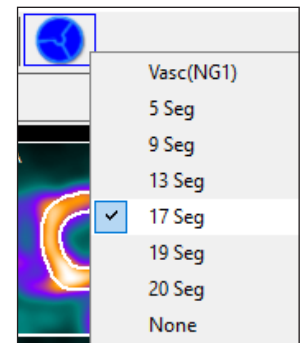 Vasc(NG1)
5 Seg
9 Seg
13 Seg
17 Seg
19 Seg
20 Seg
None